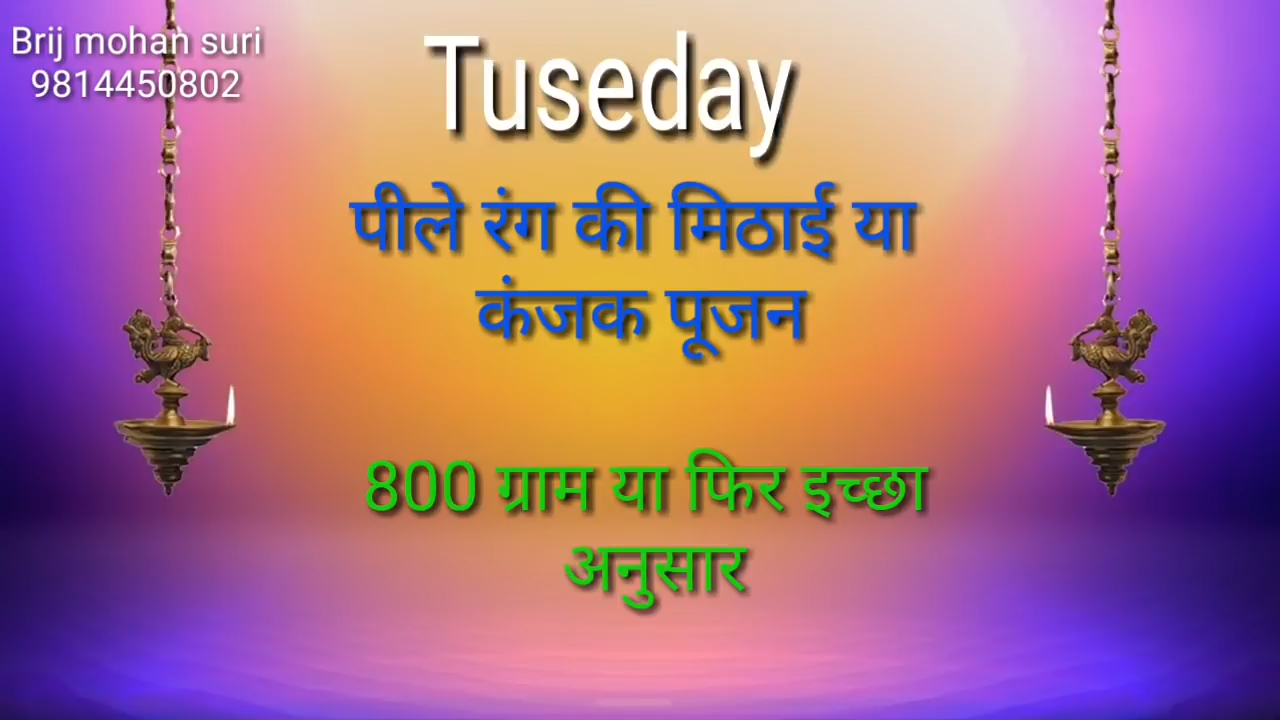 Brij mohan suri
9814450802
Tuseday
पीले रंग की मिठाई या
कंजक पूजन
800 ग्राम या फिर इच्छा
अनुसार